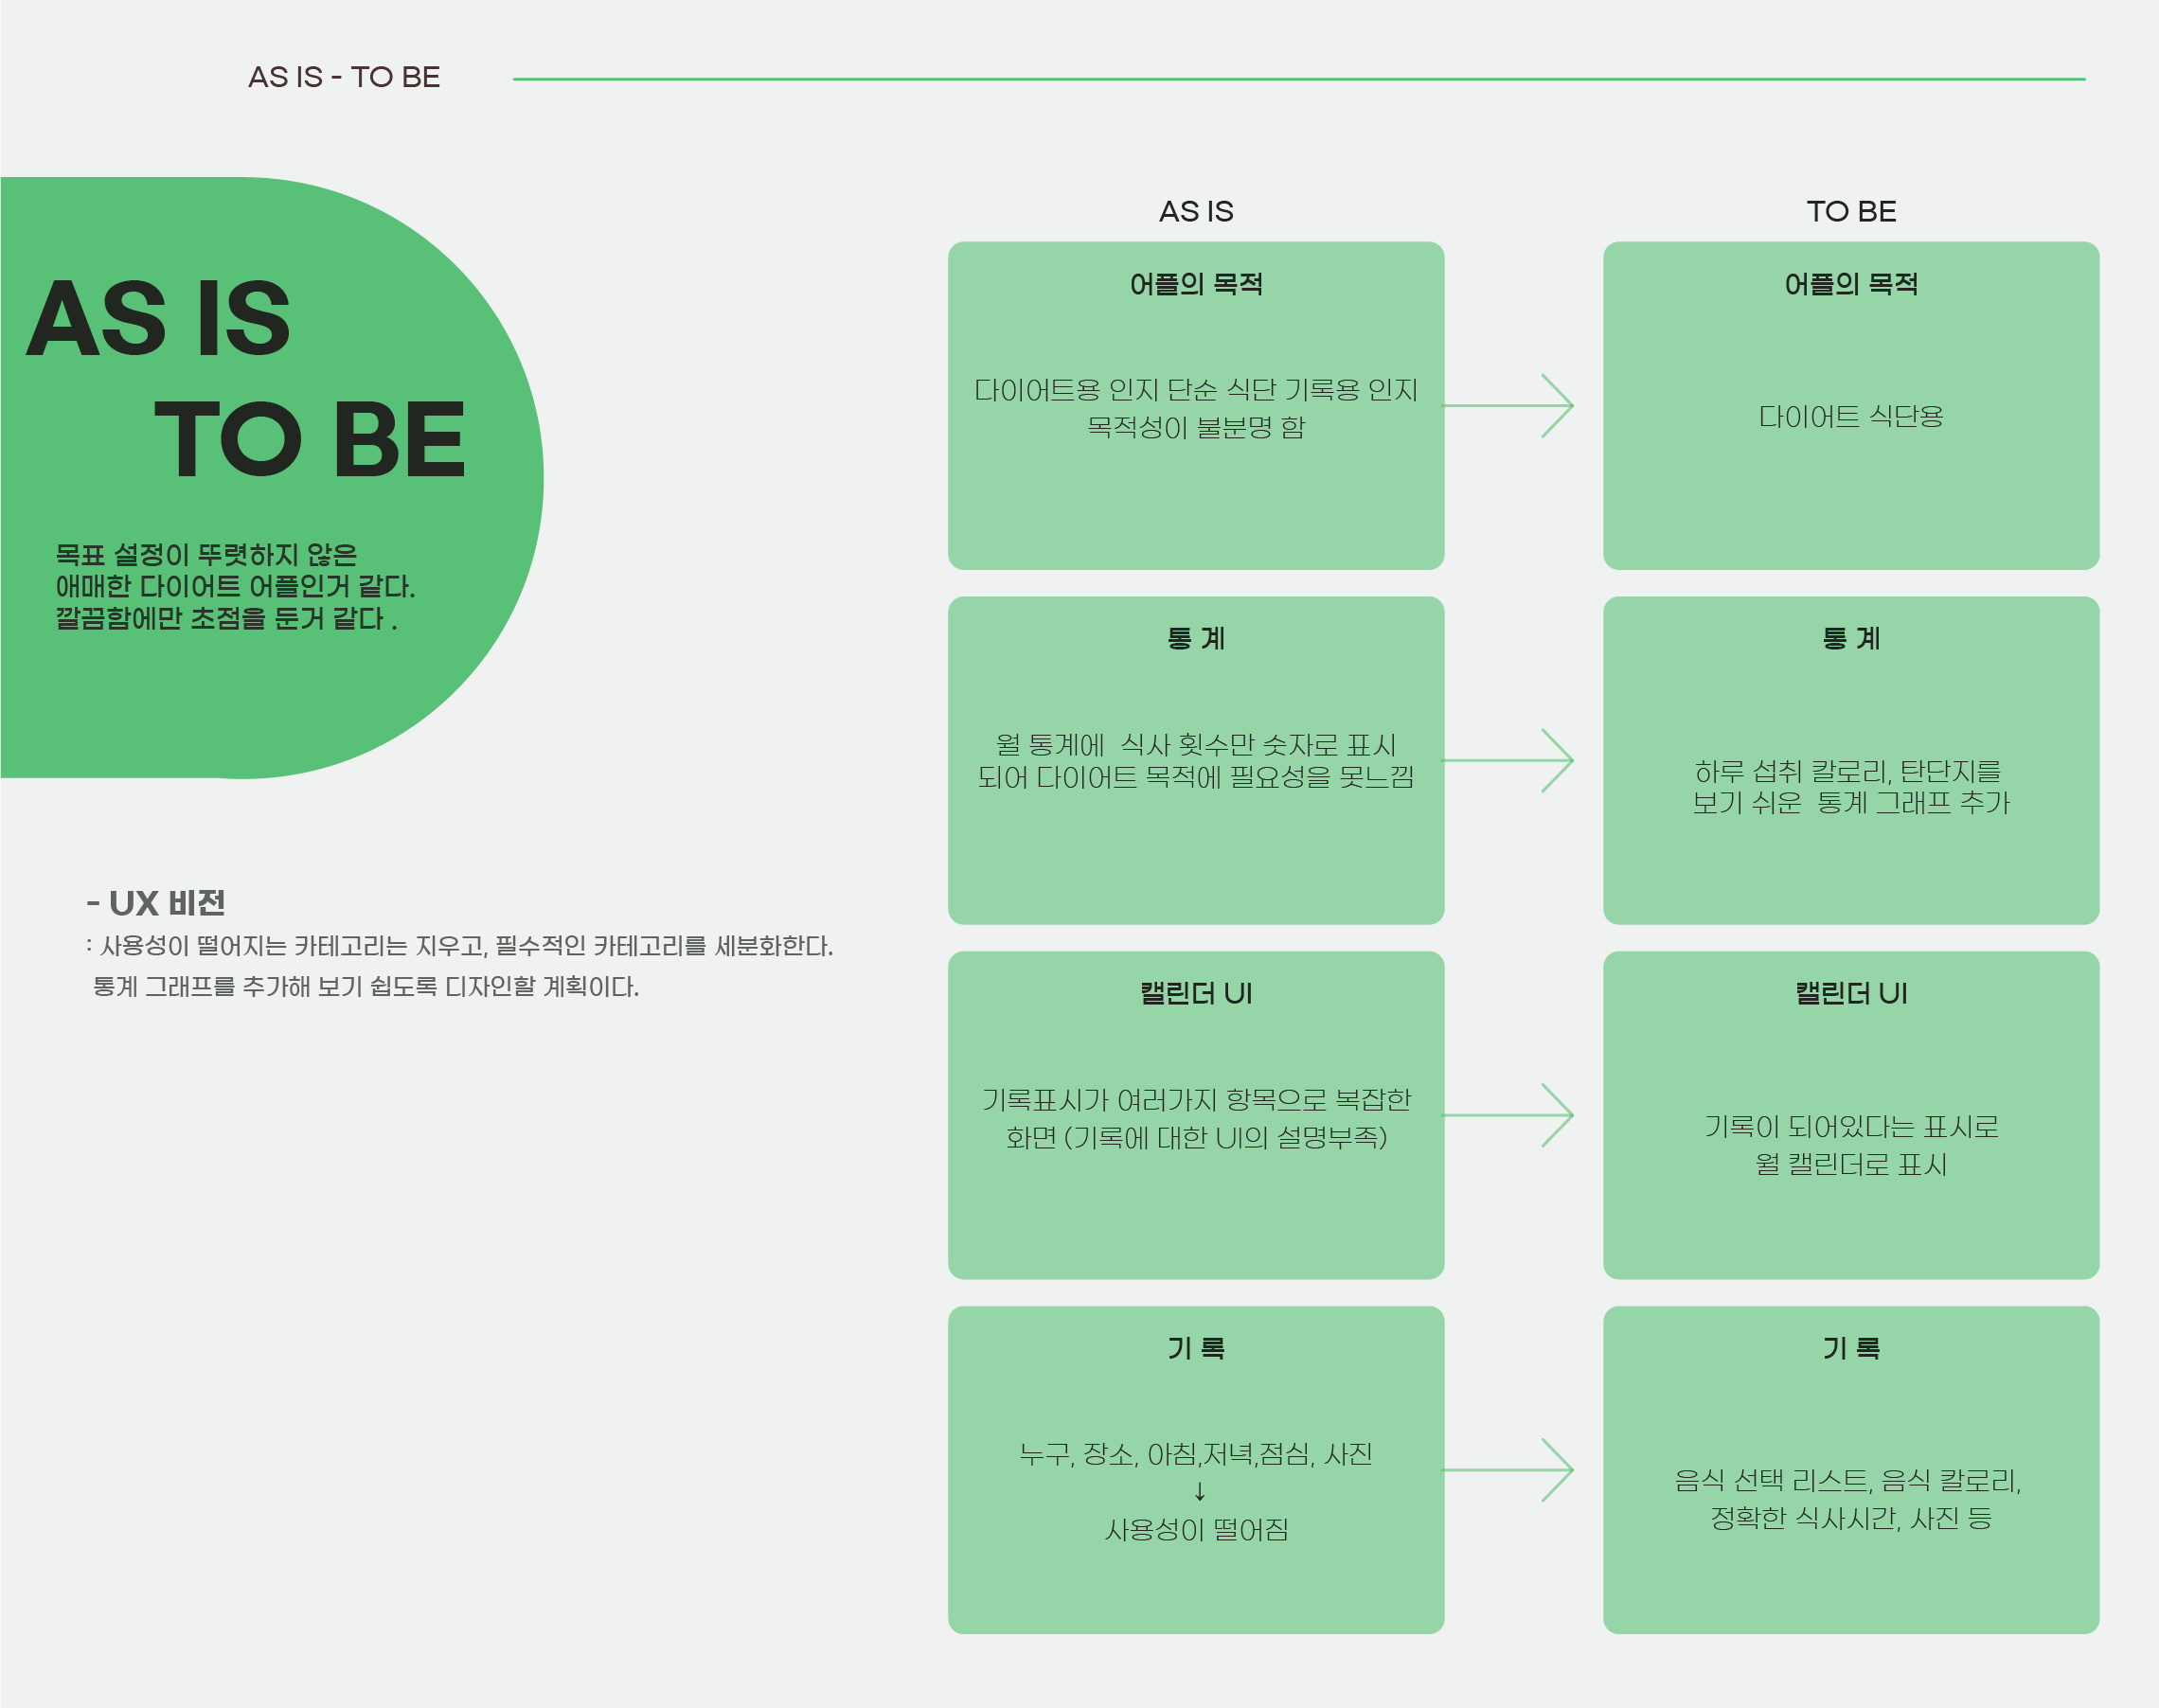 AS IS - TO BE
AS IS
TO BE
목표 설정이 뚜렷하지 않은
애매한 다이어트 어플인거 같다.
깔끔함에만 초점을 둔거 같다 .
- UX 비전
: 사용성이 떨어지는 카테고리는 지우고, 필수적인 카테고리를 세분화한다.
통계 그래프를 추가해 보기 쉽도록 디자인할 계획이다.
AS IS
TO BE
어플의 목적
다이어트용 인지 단순 식단 기록용 인지
목적성이 불분명 함
어플의 목적
다이어트 식단용
통 계
월 통계에  식사 횟수만 숫자로 표시
되어 다이어트 목적에 필요성을 못느낌
통 계
하루 섭취 칼로리, 탄단지를
보기 쉬운  통계 그래프 추가
캘린더 UI
기록표시가 여러가지 항목으로 복잡한
화면 (기록에 대한 UI의 설명부족)
캘린더 UI
기록이 되어있다는 표시로
월 캘린더로 표시
기 록
누구, 장소, 아침,저녁,점심, 사진
↓
사용성이 떨어짐
기 록
음식 선택 리스트, 음식 칼로리,
정확한 식사시간, 사진 등